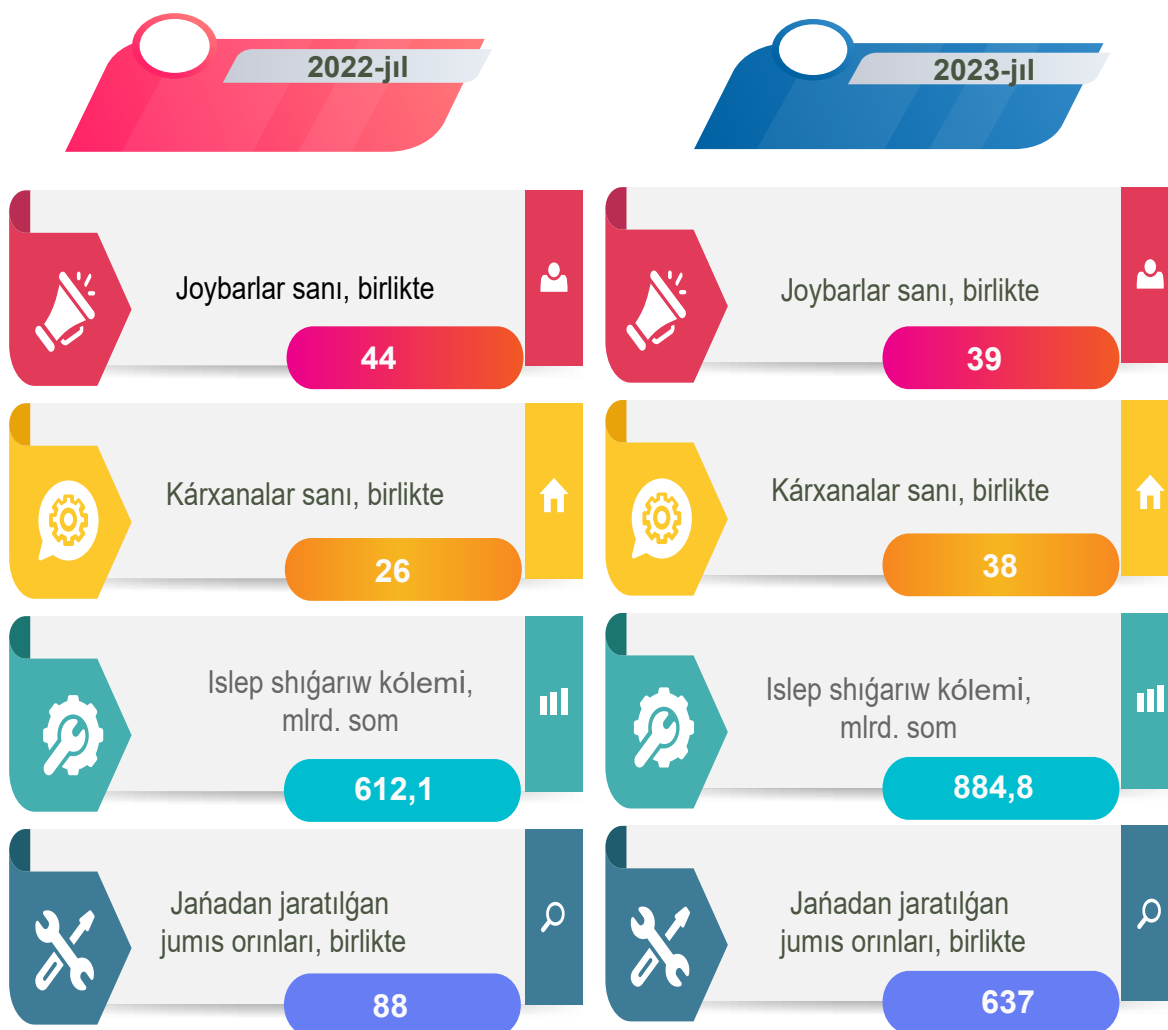 2022-jıl
Joybarlar sanı, birlikte
44
Kárxanalar sanı, birlikte
26
Islep shıǵarıw kólemi,
mlrd. som
612,1
Jańadan jaratılǵan
jumıs orınları, birlikte
88
2023-jıl
Joybarlar sanı, birlikte
39
Kárxanalar sanı, birlikte
38
Islep shıǵarıw kólemi,
mlrd. som
884,8
Jańadan jaratılǵan
jumıs orınları, birlikte
637